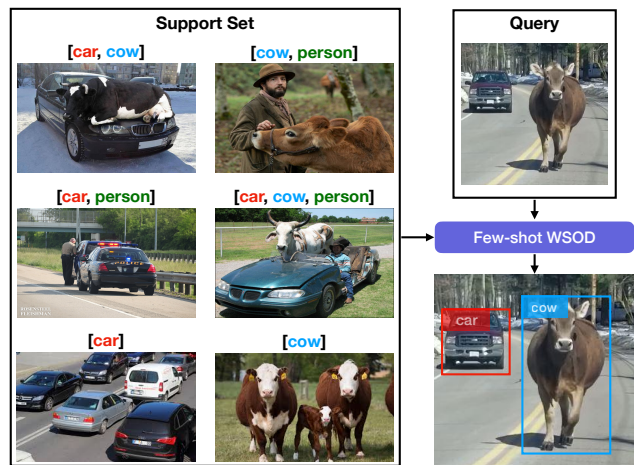 Support Set
[car, cow]
[cow, person]
[car, person]
POLICE
[car, cow, person]
[car]
[cow]
Query
Few-shot WSOD
car
cow